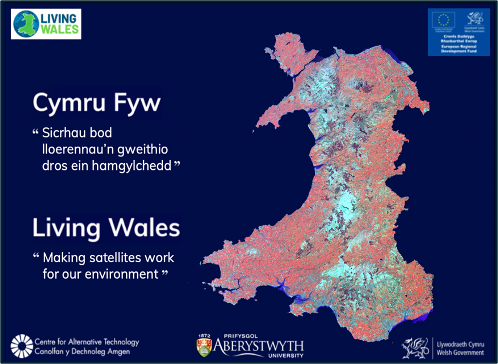 LIVING
WALES
Cronfa Datblygu
Rhanbarthol Ewrop
European Regional
Development Fund
Cymru Fyw
“ Sicrhau bod
lloerennau’n gweithio
dros ein hamgylchedd ”
Living Wales
“ Making satellites work
for our environment ”
Centre for Alternative Technology
Canolfan y Dechnoleg Amgen
1872
PRIFYSGOL
ABERYSTWYTH
UNIVERSITY
Llywodraeth Cymru
Welsh Government